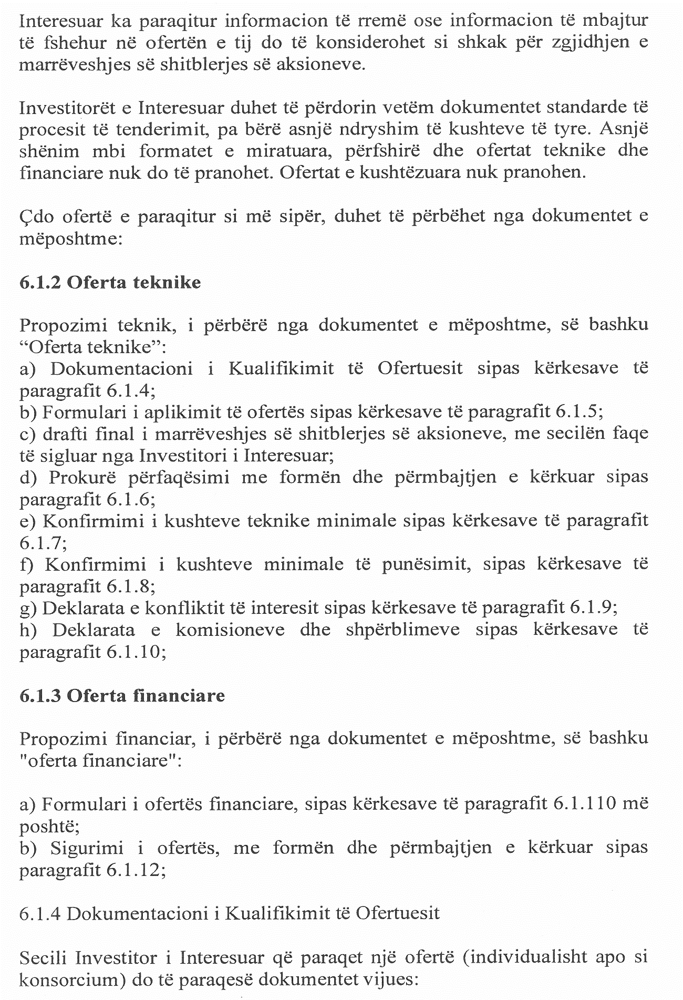 Interesuar ka paraqitur informacion të rremë ose informacion të mbajtur
të fshehur në ofertën e tij do të konsiderohet si shkak për zgjidhjen e
marrëveshjes së shitblerjes së aksioneve.
Investitorët e Interesuar duhet të përdorin vetëm dokumentet standarde të
procesit të tenderimit, pa bërë asnjë ndryshim të kushteve të tyre. Asnjë
shënim mbi formatet e miratuara, përfshirë dhe ofertat teknike dhe
financiare nuk do të pranohet. Ofertat e kushtëzuara nuk pranohen.
Çdo ofertë e paraqitur si më sipër, duhet të përbëhet nga dokumentet e
mëposhtme:
6.1.2 Oferta teknike
Propozimi teknik, i përbërë nga dokumentet e mëposhtme, së bashku
“Oferta teknike”:
a) Dokumentacioni i Kualifikimit të Ofertuesit sipas kërkesave të
paragrafit 6.1.4;
b) Formulari i aplikimit të ofertës sipas kërkesave të paragrafit 6.1.5;
c) drafti final i marrëveshjes së shitblerjes së aksioneve, me secilën faqe
të sigluar nga Investitori i Interesuar;
d) Prokurë përfaqësimi me formën dhe përmbajtjen e kërkuar sipas
paragrafit 6.1.6;
e) Konfirmimi i kushteve teknike minimale sipas kërkesave të paragrafit
6.1.7;
f) Konfirmimi i kushteve minimale të punësimit, sipas kërkesave të
paragrafit 6.1.8;
g) Deklarata e konfliktit të interesit sipas kërkesave të paragrafit 6.1.9;
h) Deklarata e komisioneve dhe shpërblimeve sipas kërkesave të
paragrafit 6.1.10;
6.1.3 Oferta financiare
Propozimi financiar, i përbërë nga dokumentet e mëposhtme, së bashku
"oferta financiare":
a) Formulari i ofertës financiare, sipas kërkesave të paragrafit 6.1.110 më
poshtë;
b) Sigurimi i ofertës, me formën dhe përmbajtjen e kërkuar sipas
paragrafit 6.1.12;
6.1.4 Dokumentacioni i Kualifikimit të Ofertuesit
Secili Investitor i Interesuar që paraqet një ofertë (individualisht apo si
konsorcium) do të paraqesë dokumentet vijues: